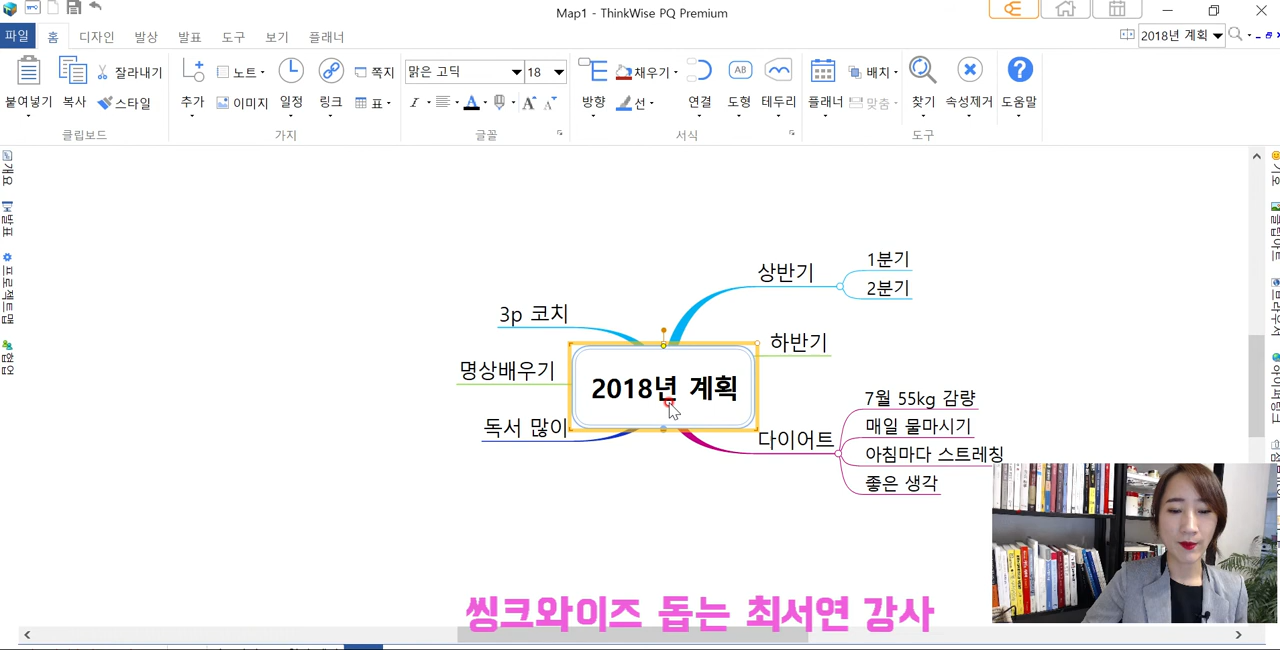 Map1 - ThinkWise PQ Premium
파일 홈 디자인 발상 발표 도구 보기 플래너
2018년 계획
붙여넣기 복사 잘라내기 스타일
클립보드
추가 노트 이미지 일정 링크 쪽지 표
가지
맑은 고딕 18
글꼴
방향 채우기 선 연결 도형 테두리
서식
플래너 배치 맞춤 찾기 속성제거 도움말
도구
개요
발표
프로젝트맵
협업
상반기
1분기
2분기
3p 코치
하반기
명상배우기
2018년 계획
7월 55kg 감량
매일 물마시기
독서 많이
다이어트
아침마다 스트레칭
좋은 생각
씽크와이즈 돕는 최서연 강사